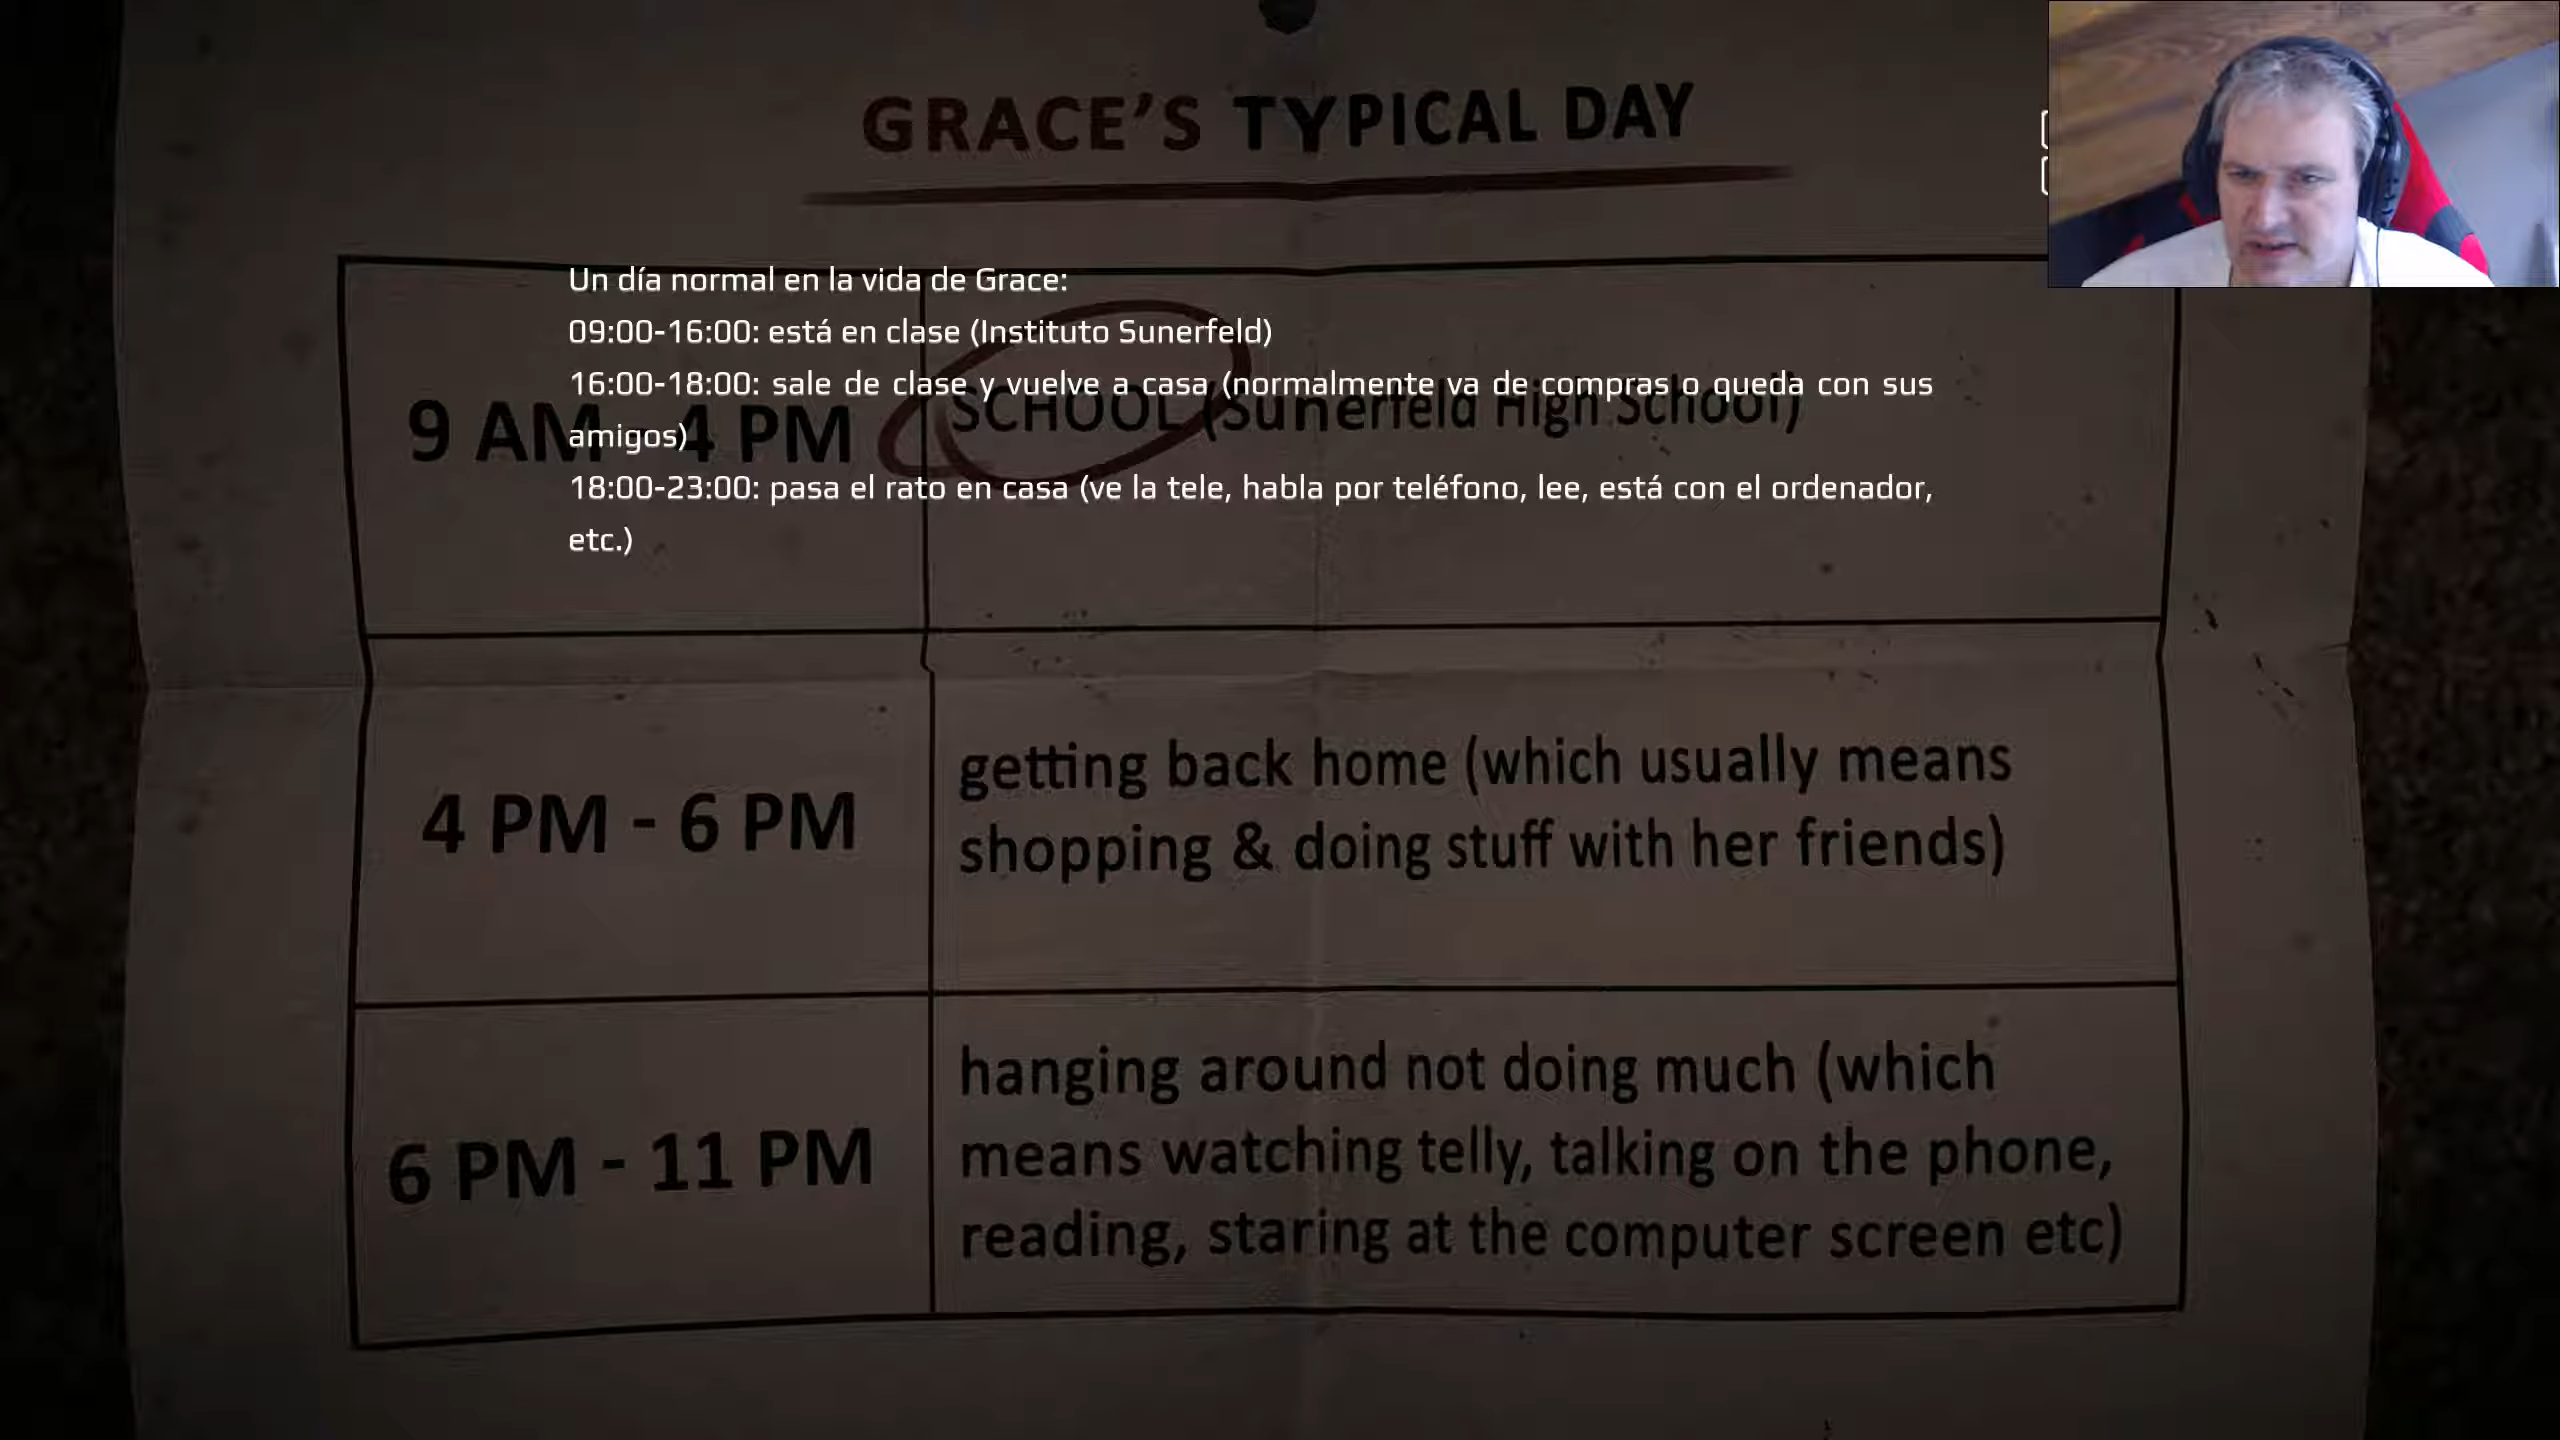 GRACE'S TYPICAL DAY
Un día normal en la vida de Grace:
09:00-16:00: está en clase (Instituto Sunerfeld)
16:00-18:00: sale de clase y vuelve a casa (normalmente va de compras o queda con sus
amigos)
18:00-23:00: pasa el rato en casa (ve la tele, habla por teléfono, lee, está con el ordenador,
etc.)
9 AM - 4 PM
SCHOOL (Sunerfeld High School)
4 PM - 6 PM
getting back home (which usually means
shopping & doing stuff with her friends)
6 PM - 11 PM
hanging around not doing much (which
means watching telly, talking on the phone,
reading, staring at the computer screen etc)